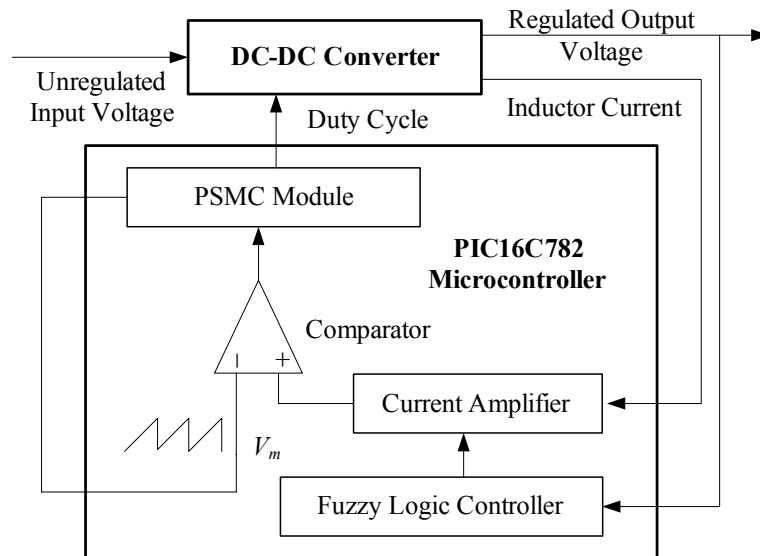 DC-DC Converter
Regulated Output
Voltage
Unregulated
Input Voltage
Inductor Current
Duty Cycle
PSMC Module
PIC16C782
Microcontroller
Comparator
− +
Current Amplifier
Vm
Fuzzy Logic Controller